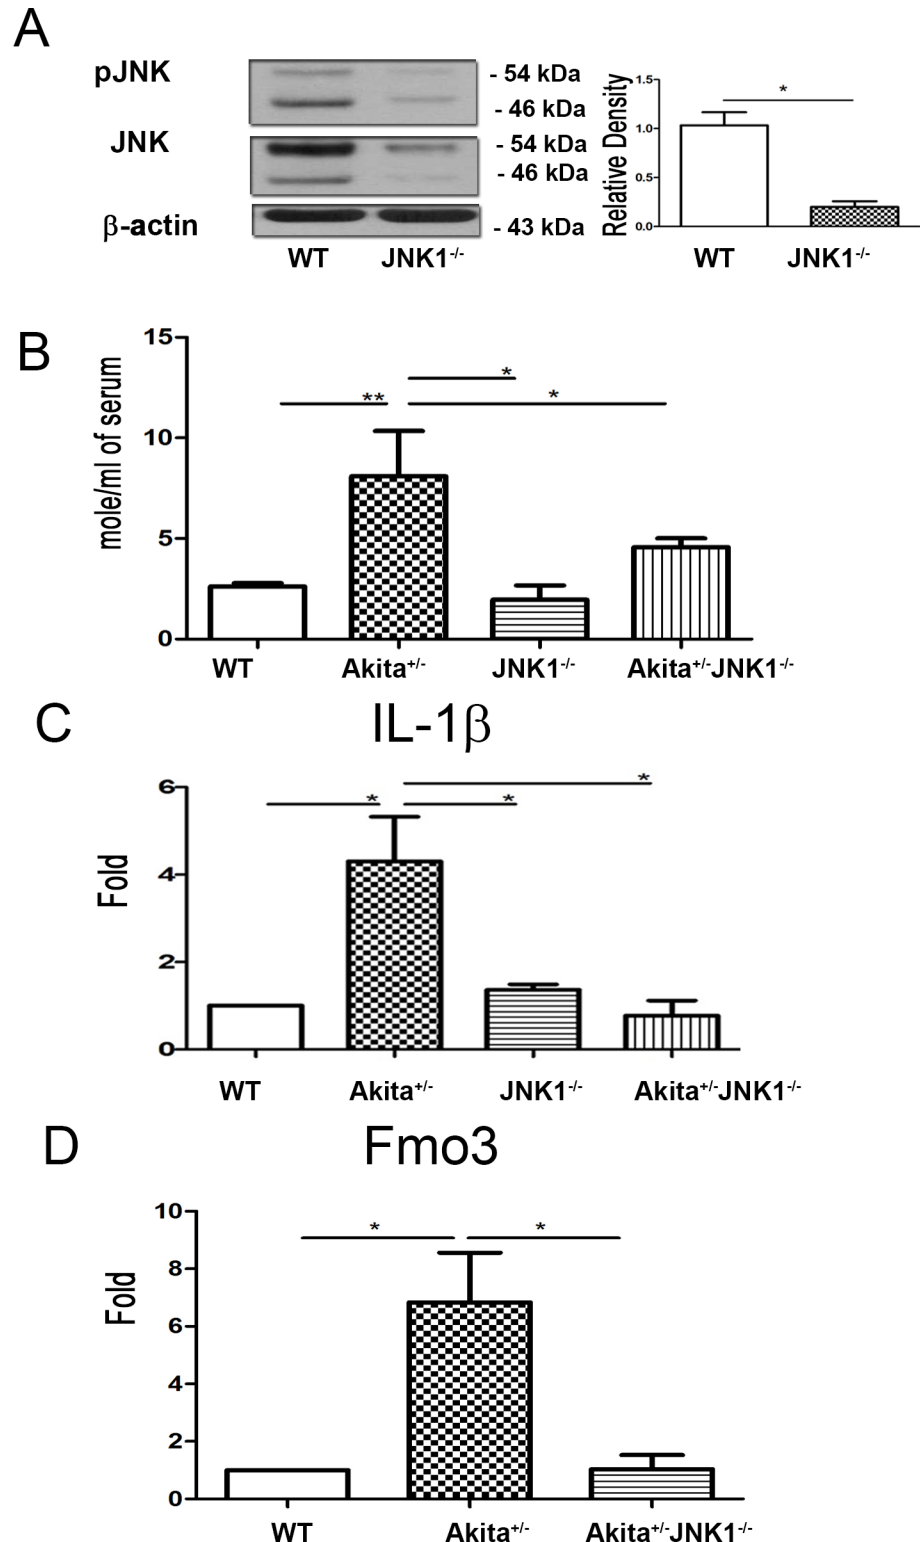 A
pJNK
- 54 kDa
- 46 kDa
JNK
- 54 kDa
- 46 kDa
β-actin
- 43 kDa
WT JNK1-/-
Relative Density
1.5
1.0
0.5
0.0
*
WT JNK1-/-
B
mole/ml of serum
15
10
5
0
*
** *
WT Akita+/- JNK1-/- Akita+/-JNK1-/-
C
IL-1β
Fold
6
4
2
0
*
* *
WT Akita+/- JNK1-/- Akita+/-JNK1-/-
D
Fmo3
Fold
10
8
6
4
2
0
* *
WT Akita+/- Akita+/-JNK1-/-